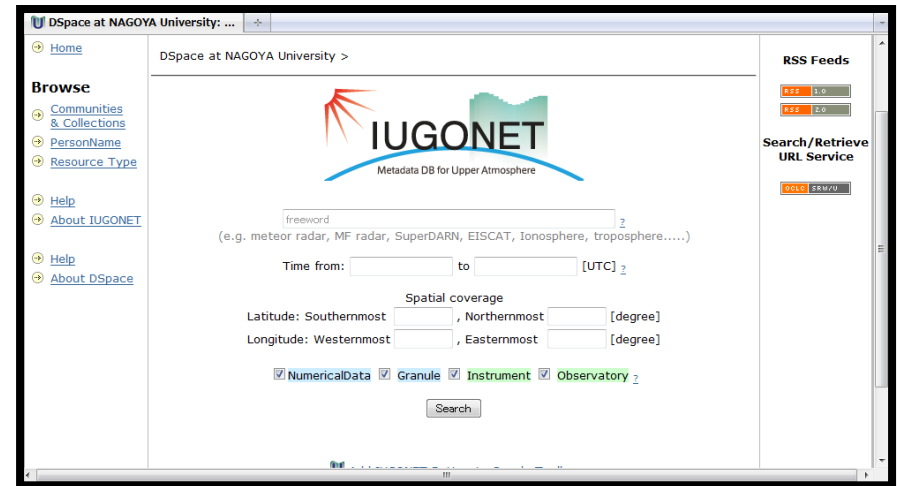 DSpace at NAGOYA University: ...
Home
Browse
Communities
& Collections
PersonName
Resource Type
Help
About IUGONET
Help
About DSpace
DSpace at NAGOYA University >
IUGONET
Metadata DB for Upper Atmosphere
freeword ?
(e.g. meteor radar, MF radar, SuperDARN, EISCAT, Ionosphere, troposphere.....)
Time from: to [UTC] ?
Spatial coverage
Latitude: Southernmost , Northernmost [degree]
Longitude: Westernmost , Easternmost [degree]
NumericalData Granule Instrument Observatory ?
Search
RSS Feeds
RSS 1.0
RSS 2.0
Search/Retrieve
URL Service
OCLC SRW/U